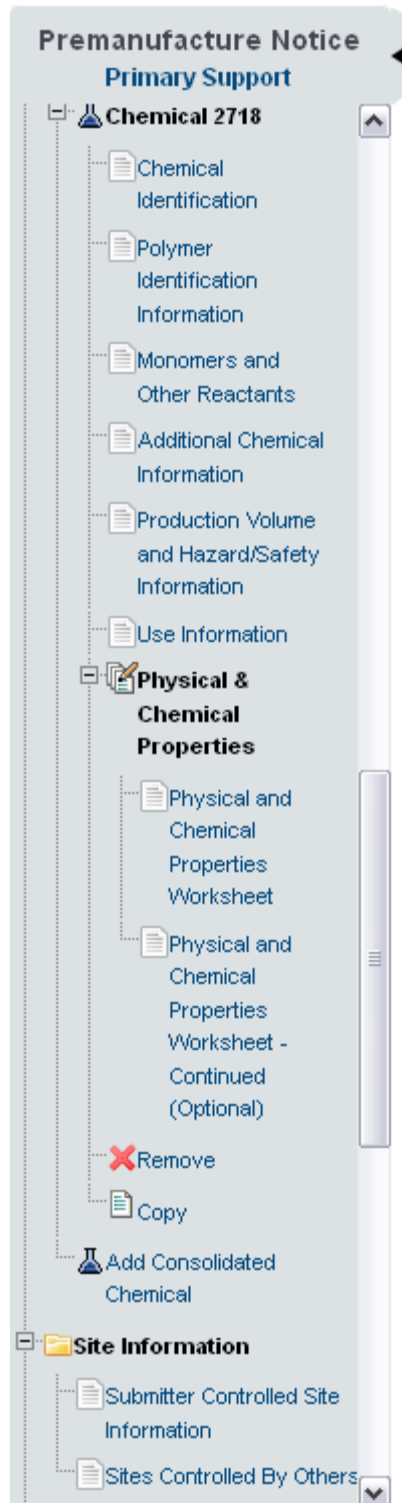 Premanufacture Notice
Primary Support
Chemical 2718
Chemical
Identification
Polymer
Identification
Information
Monomers and
Other Reactants
Additional Chemical
Information
Production Volume
and Hazard/Safety
Information
Use Information
Physical &
Chemical
Properties
Physical and
Chemical
Properties
Worksheet
Physical and
Chemical
Properties
Worksheet -
Continued
(Optional)
Remove
Copy
Add Consolidated
Chemical
Site Information
Submitter Controlled Site
Information
Sites Controlled By Others